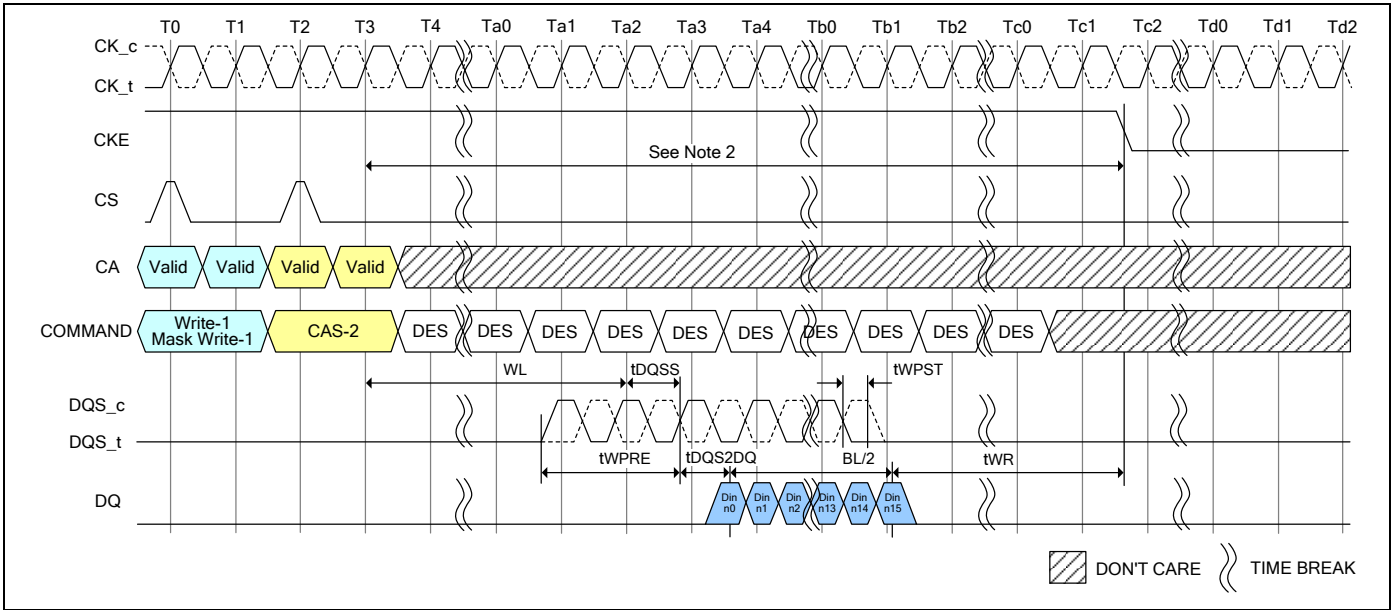 T0 T1 T2 T3 T4 Ta0 Ta1 Ta2 Ta3 Ta4 Tb0 Tb1 Tb2 Tc0 Tc1 Tc2 Td0 Td1 Td2
CK_c
CK_t
CKE
See Note 2
CS
CA Valid Valid Valid Valid
COMMAND Write-1 Mask Write-1 CAS-2 DES DES DES DES DES DES DES DES DES DES
WL tDQSS tWPST
DQS_c
DQS_t
tWPRE tDQS2DQ BL/2 tWR
DQ Din n0 Din n1 Din n2 Din n13 Din n14 Din n15
DON'T CARE TIME BREAK